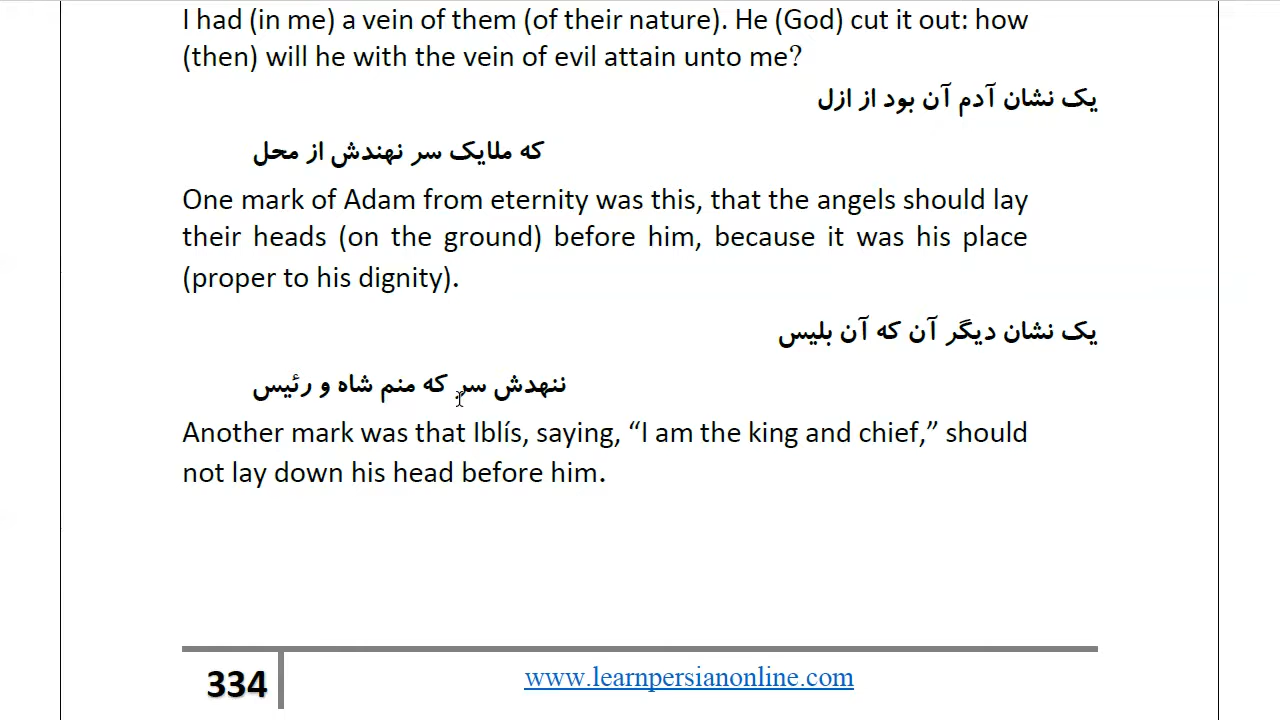 I had (in me) a vein of them (of their nature). He (God) cut it out: how
(then) will he with the vein of evil attain unto me?
یک نشان آدم آن بود از ازل
که ملایک سر نهندش از محل
One mark of Adam from eternity was this, that the angels should lay
their heads (on the ground) before him, because it was his place
(proper to his dignity).
یک نشان دیگر آن که آن بلیس
ننهدش سر که منم شاه و رئیس
Another mark was that Iblís, saying, “I am the king and chief,” should
not lay down his head before him.
334
www.learnpersianonline.com